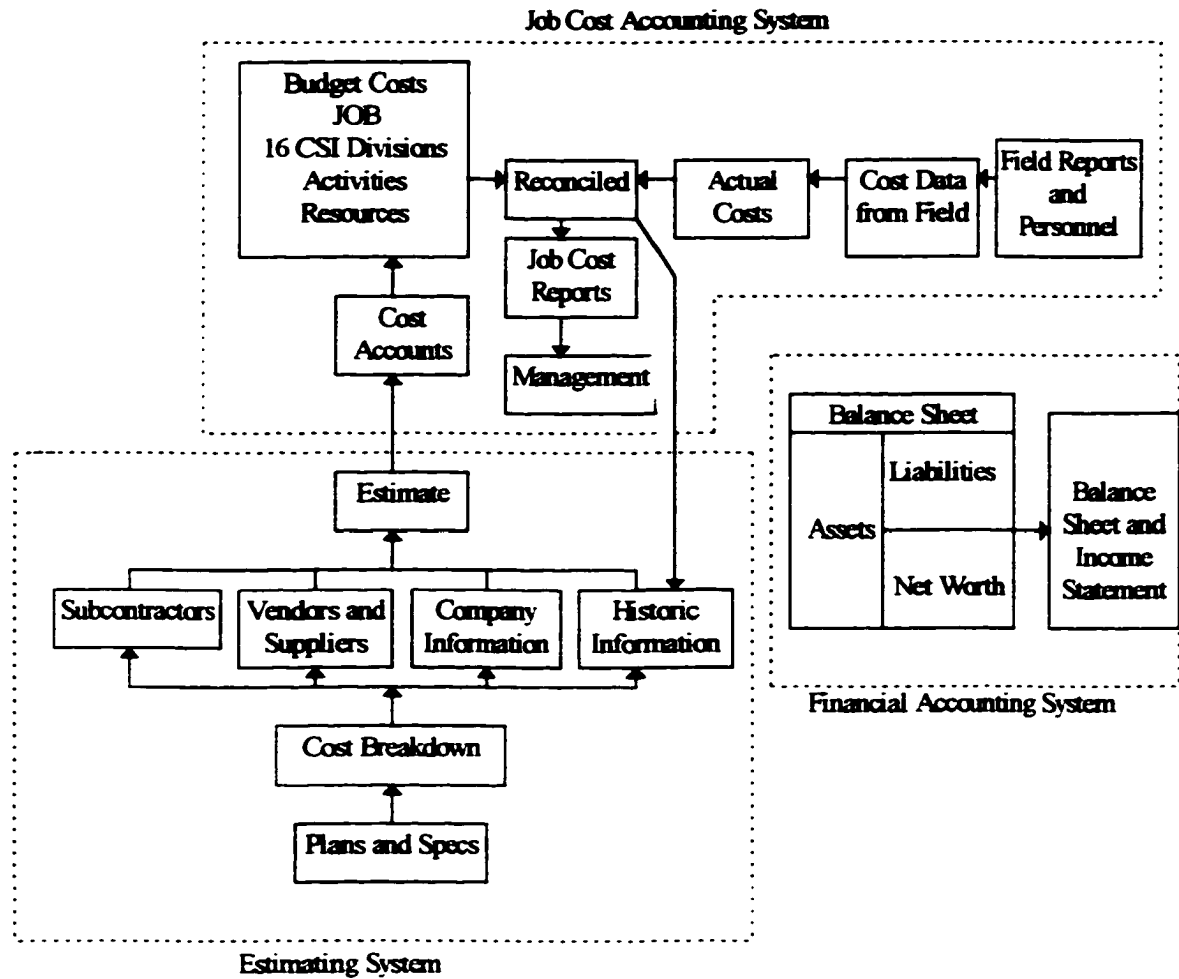 Job Cost Accounting System
Budget Costs
JOB
16 CSI Divisions
Activities
Resources
Reconciled
Actual
Costs
Cost Data
from Field
Field Reports
and
Personnel
Job Cost
Reports
Cost
Accounts
Management
Balance Sheet
Liabilities
Assets
Net Worth
Balance
Sheet and
Income
Statement
Financial Accounting System
Estimate
Subcontractors
Vendors and
Suppliers
Company
Information
Historic
Information
Cost Breakdown
Plans and Specs
Estimating System